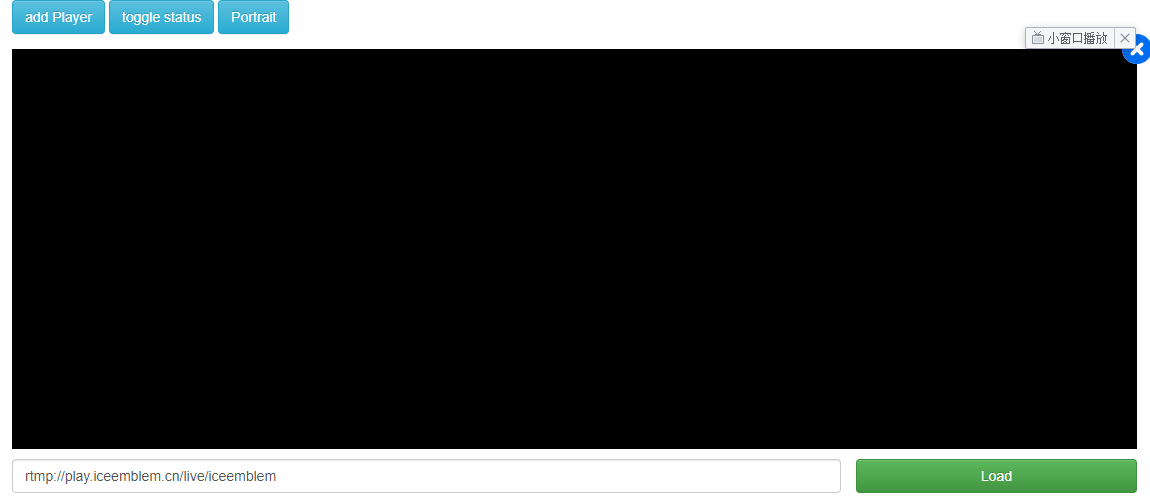 add Player toggle status Portrait
小窗口播放
rtmp://play.iceemblem.cn/live/iceemblem Load